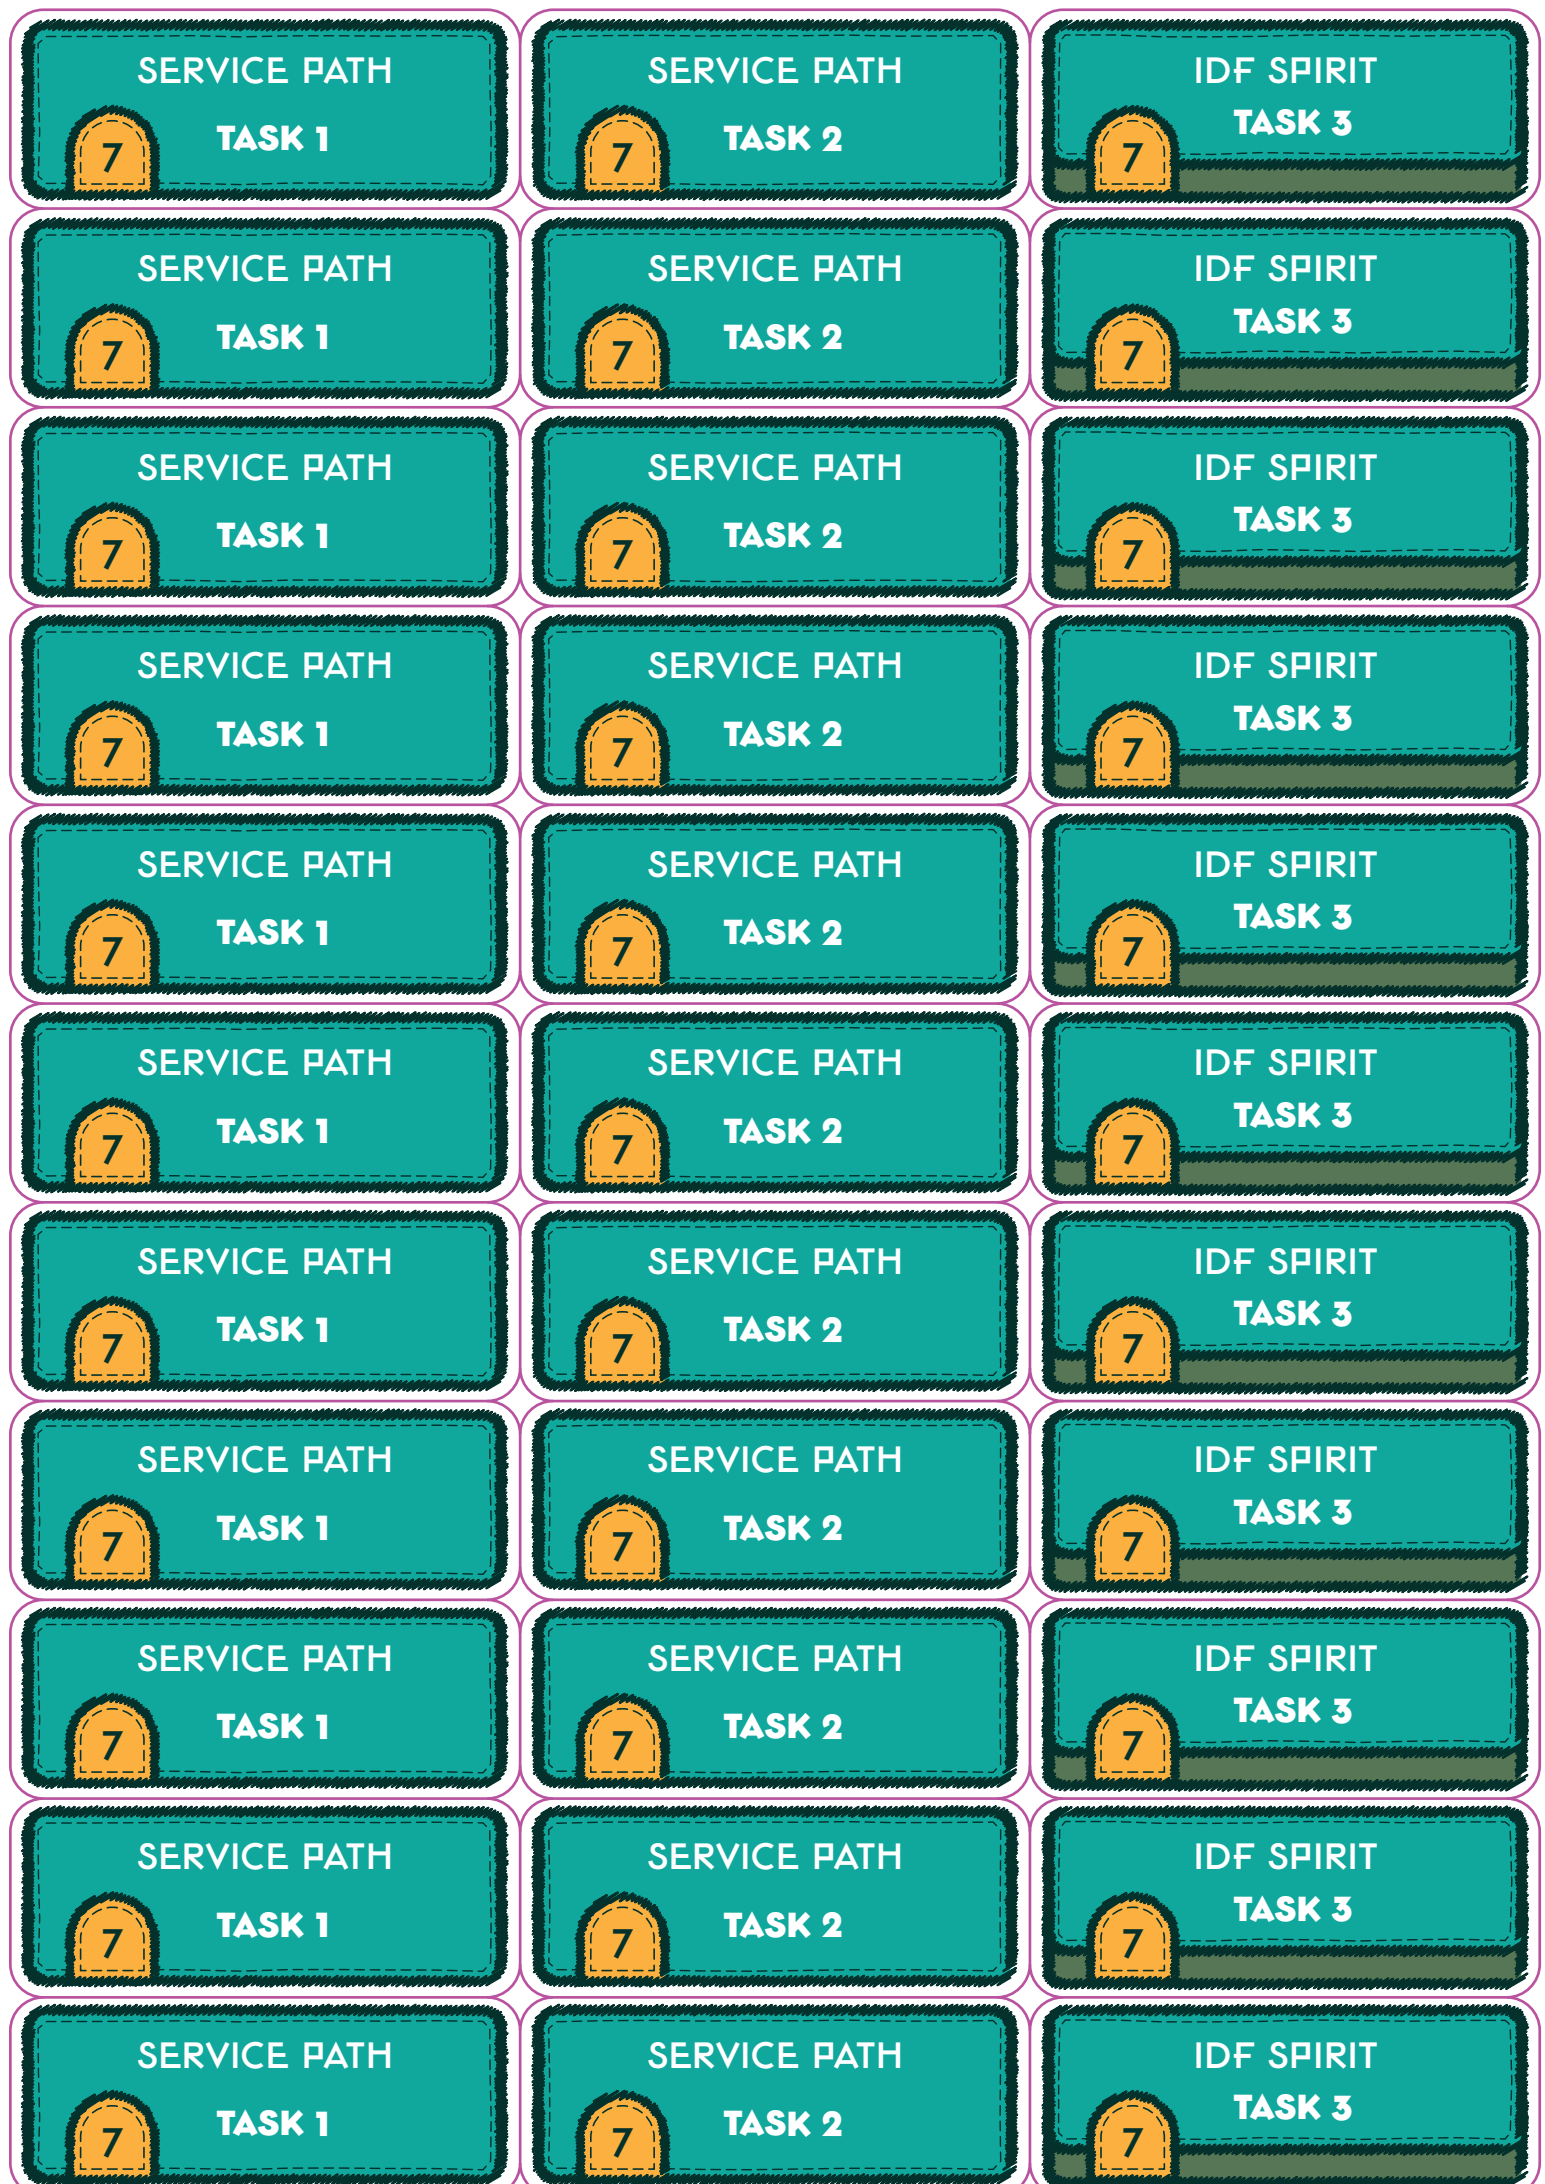 SERVICE PATH
TASK 1
7
SERVICE PATH
TASK 2
7
IDF SPIRIT
TASK 3
7
SERVICE PATH
TASK 1
7
SERVICE PATH
TASK 2
7
IDF SPIRIT
TASK 3
7
SERVICE PATH
TASK 1
7
SERVICE PATH
TASK 2
7
IDF SPIRIT
TASK 3
7
SERVICE PATH
TASK 1
7
SERVICE PATH
TASK 2
7
IDF SPIRIT
TASK 3
7
SERVICE PATH
TASK 1
7
SERVICE PATH
TASK 2
7
IDF SPIRIT
TASK 3
7
SERVICE PATH
TASK 1
7
SERVICE PATH
TASK 2
7
IDF SPIRIT
TASK 3
7
SERVICE PATH
TASK 1
7
SERVICE PATH
TASK 2
7
IDF SPIRIT
TASK 3
7
SERVICE PATH
TASK 1
7
SERVICE PATH
TASK 2
7
IDF SPIRIT
TASK 3
7
SERVICE PATH
TASK 1
7
SERVICE PATH
TASK 2
7
IDF SPIRIT
TASK 3
7
SERVICE PATH
TASK 1
7
SERVICE PATH
TASK 2
7
IDF SPIRIT
TASK 3
7
SERVICE PATH
TASK 1
7
SERVICE PATH
TASK 2
7
IDF SPIRIT
TASK 3
7